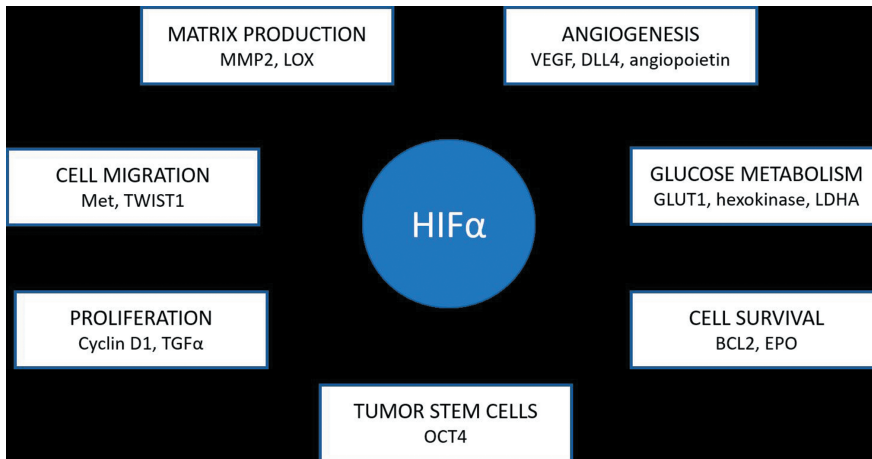 MATRIX PRODUCTION
MMP2, LOX
ANGIOGENESIS
VEGF, DLL4, angiopoietin
CELL MIGRATION
Met, TWIST1
HIFα
GLUCOSE METABOLISM
GLUT1, hexokinase, LDHA
PROLIFERATION
Cyclin D1, TGFα
CELL SURVIVAL
BCL2, EPO
TUMOR STEM CELLS
OCT4